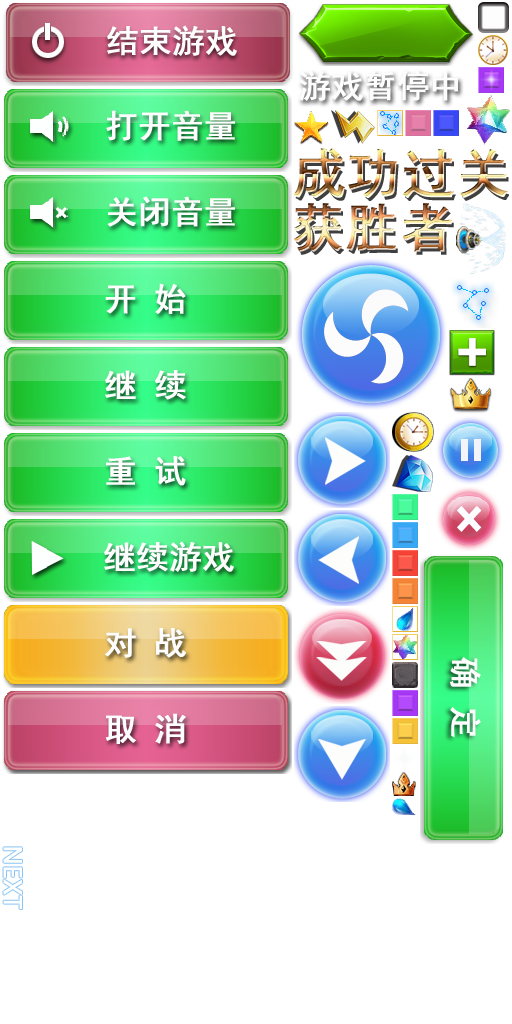 结束游戏
打开音量
关闭音量
开 始
继 续
重 试
继续游戏
对 战
取 消
NEXT
游戏暂停中
成功过关
获胜者
确 定